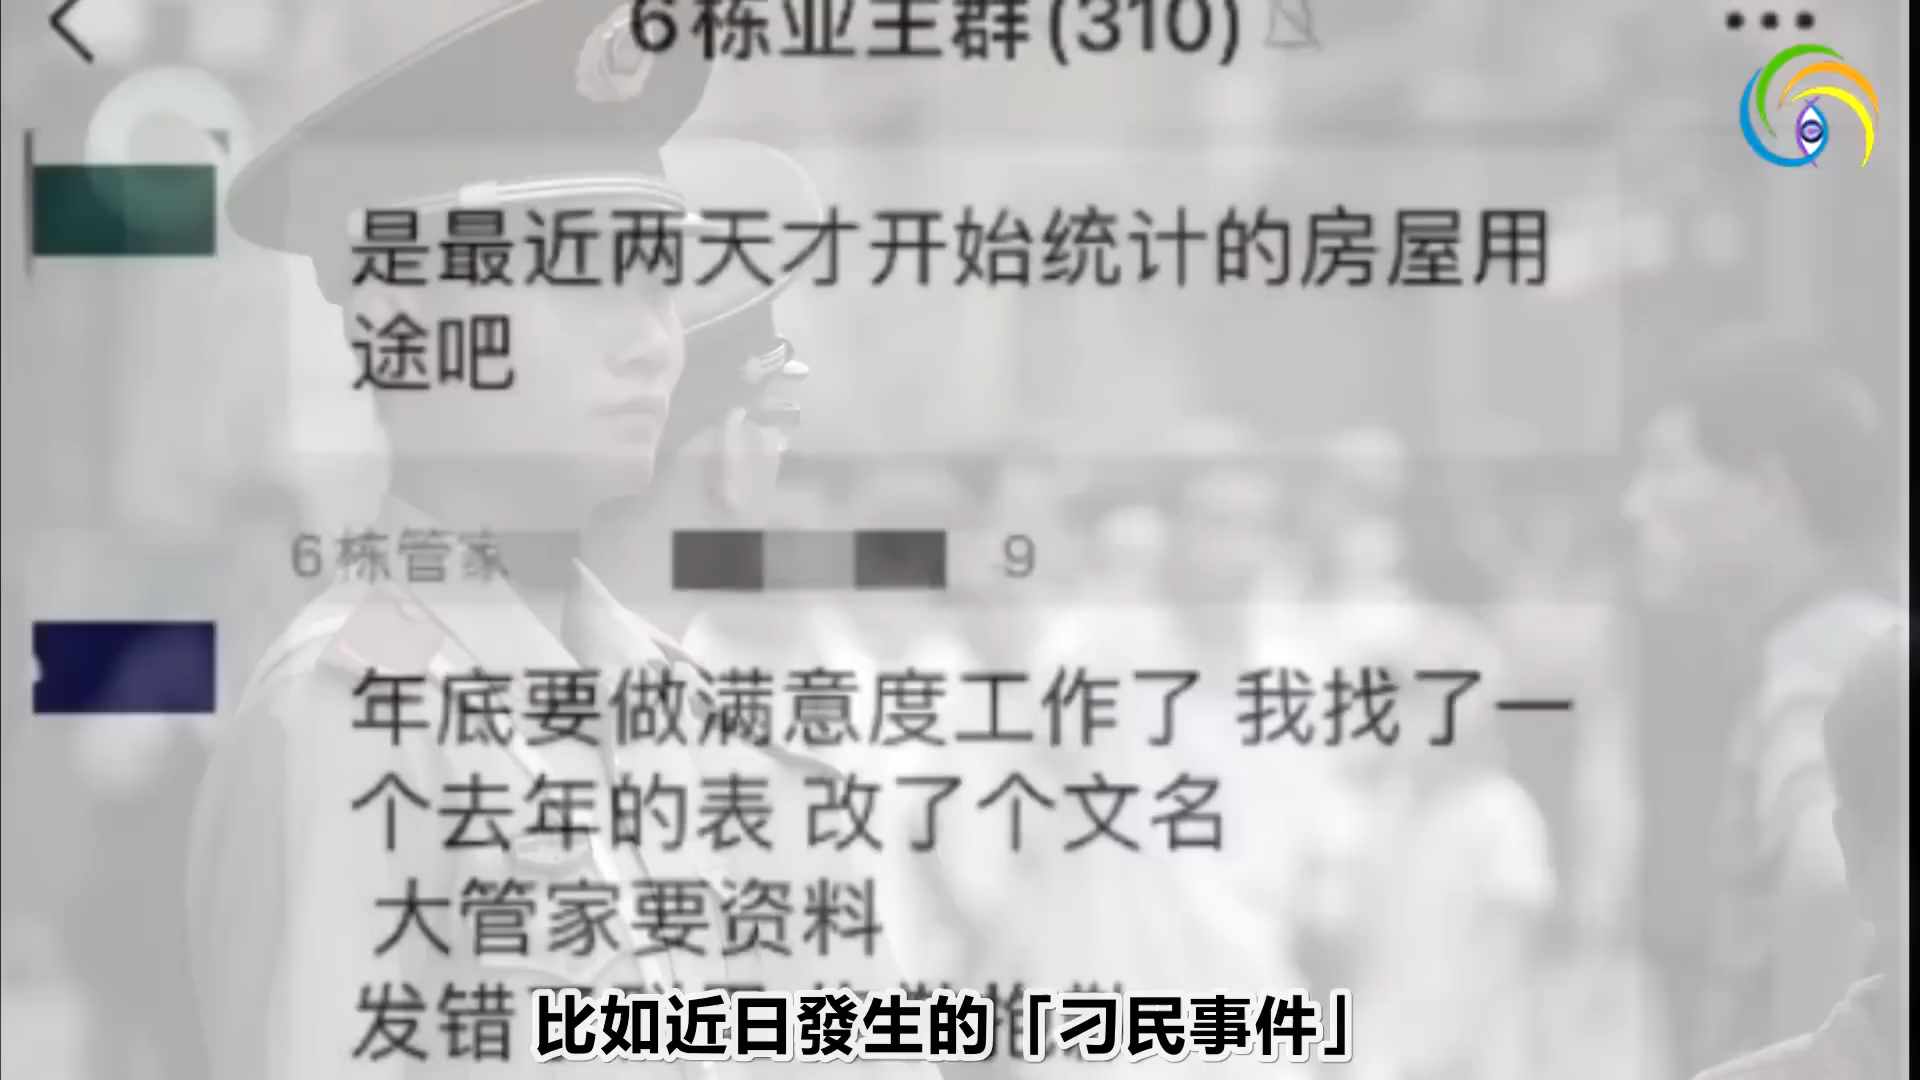 6栋业主群(310)
是最近两天才开始统计的房屋用
途吧
6栋管家 9
年底要做满意度工作了 我找了一
个去年的表 改了个文名
大管家要资料
发错
比如近日發生的「刁民事件」